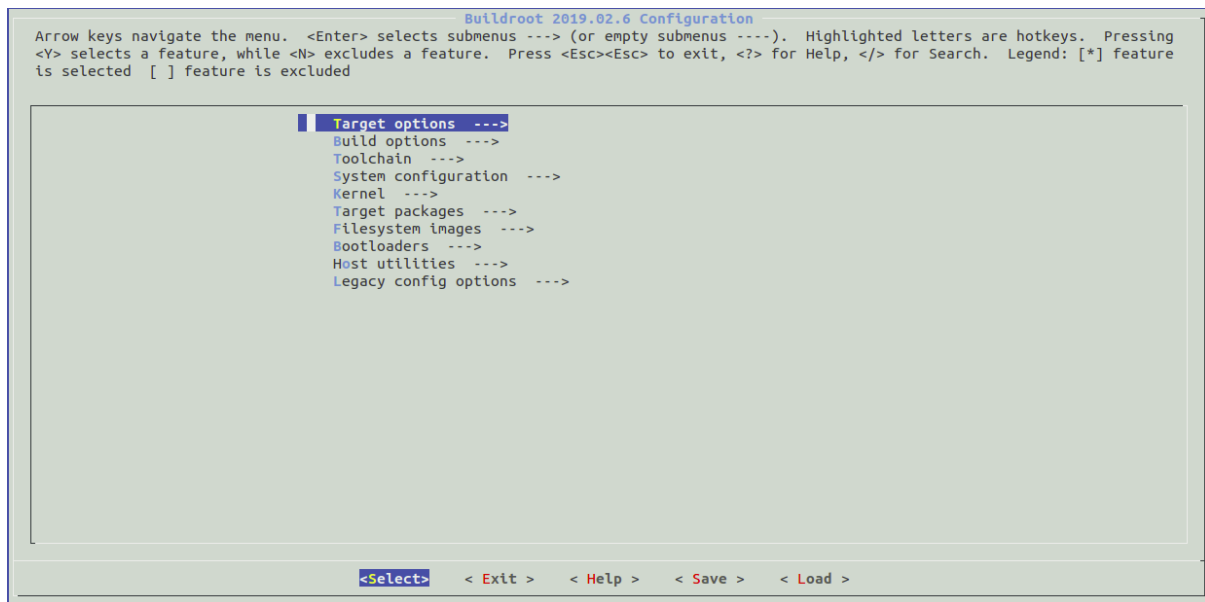 Buildroot 2019.02.6 Configuration
Arrow keys navigate the menu.  <Enter> selects submenus ---> (or empty submenus ----).  Highlighted letters are hotkeys.  Pressing
<Y> selects a feature, while <N> excludes a feature.  Press <Esc><Esc> to exit, <?> for Help, </> for Search.  Legend: [*] feature
is selected  [ ] feature is excluded
Target options  --->
Build options  --->
Toolchain  --->
System configuration  --->
Kernel  --->
Target packages  --->
Filesystem images  --->
Bootloaders  --->
Host utilities  --->
Legacy config options  --->
<Select>    < Exit >    < Help >    < Save >    < Load >